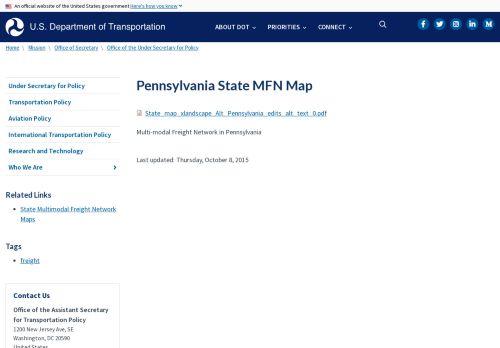 An official website of the United States government Here's how you know
U.S. Department of Transportation
ABOUT DOT
PRIORITIES
CONNECT
Home \ Mission \ Office of Secretary \ Office of the Under Secretary for Policy
Under Secretary for Policy
Transportation Policy
Aviation Policy
International Transportation Policy
Research and Technology
Who We Are
Related Links
State Multimodal Freight Network
Maps
Tags
freight
Contact Us
Office of the Assistant Secretary
for Transportation Policy
1200 New Jersey Ave, SE
Washington, DC 20590
United States
Pennsylvania State MFN Map
State_map_xlandscape_Alt_Pennsylvania_edits_alt_text_0.pdf
Multi-modal Freight Network in Pennsylvania
Last updated: Thursday, October 8, 2015